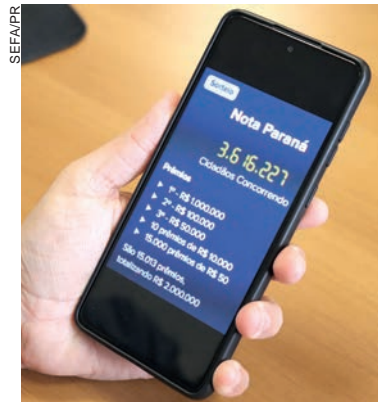 SEFA/PR
Sorteio
Nota Paraná
3.616.227
Cidadãos Concorrendo
Prêmios
1º - R$ 1.000.000
2º - R$ 100.000
3º - R$ 50.000
10 prêmios de R$ 10.000
15.000 prêmios de R$ 50
São 15.013 prêmios,
totalizando R$ 2.000.000